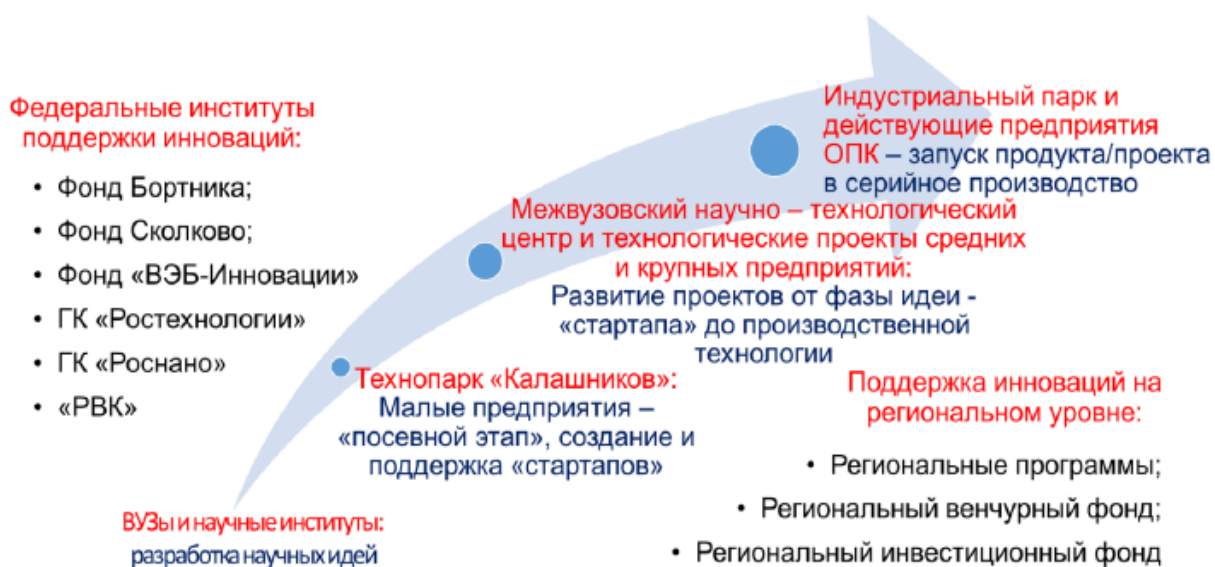 Федеральные институты
поддержки инноваций:
• Фонд Бортника;
• Фонд Сколково;
• Фонд «ВЭБ-Инновации»
• ГК «Ростехнологии»
• ГК «Роснано»
• «РВК»
Индустриальный парк и
действующие предприятия
ОПК – запуск продукта/проекта
в серийное производство
Межвузовский научно – технологический
центр и технологические проекты средних
и крупных предприятий:
Развитие проектов от фазы идеи -
«стартапа» до производственной
технологии
Технопарк «Калашников»:
Малые предприятия –
«посевной этап», создание и
поддержка «стартапов»
ВУЗы и научные институты:
разработка научных идей
Поддержка инноваций на
региональном уровне:
• Региональные программы;
• Региональный венчурный фонд;
• Региональный инвестиционный фонд